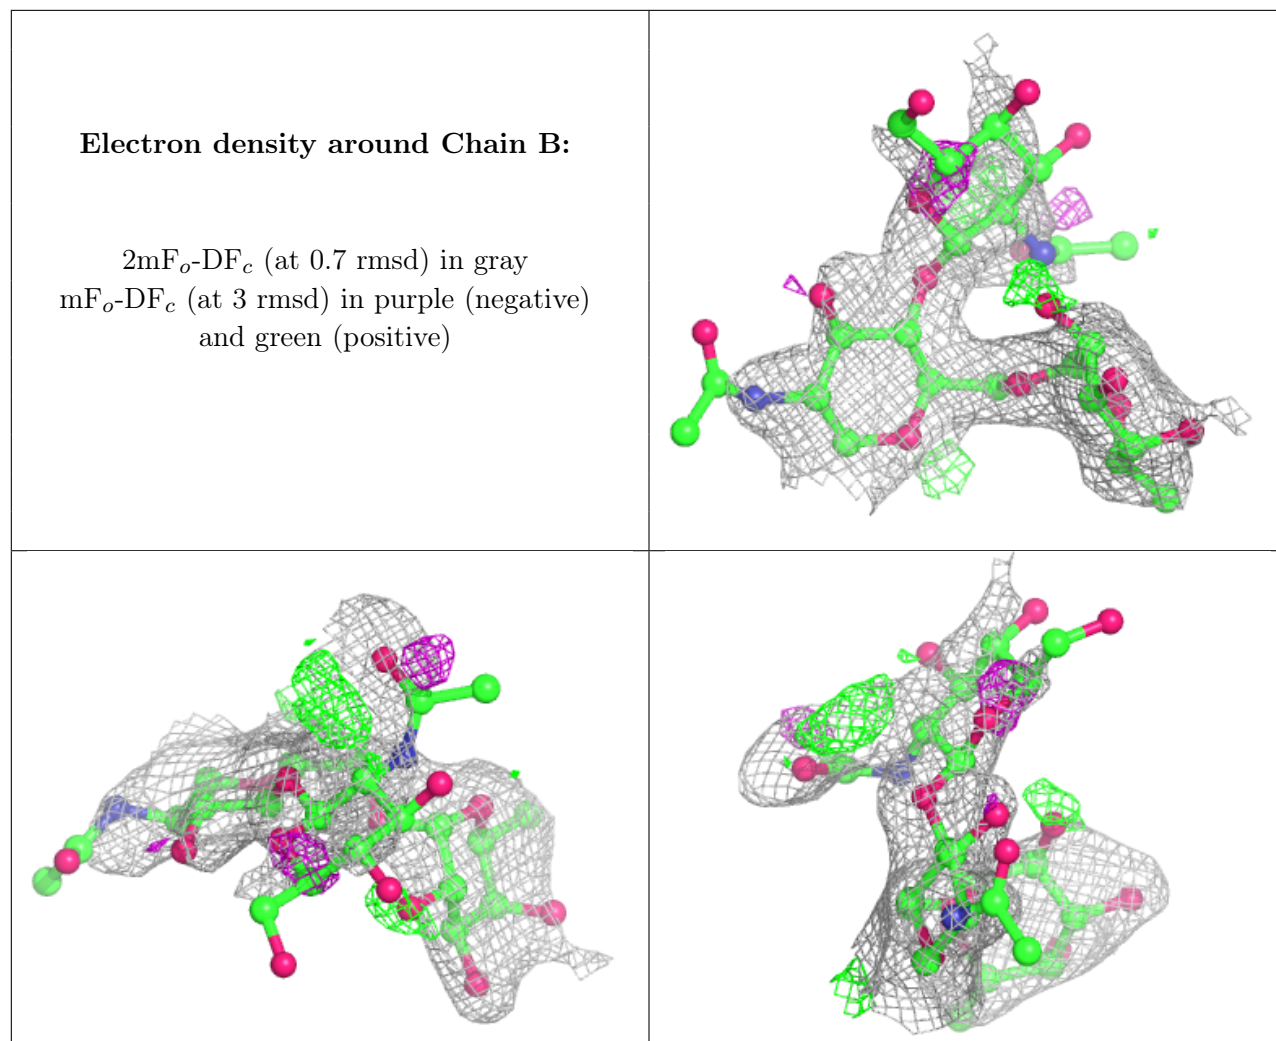 Electron density around Chain B:
2mFo-DFc (at 0.7 rmsd) in gray
mFo-DFc (at 3 rmsd) in purple (negative)
and green (positive)